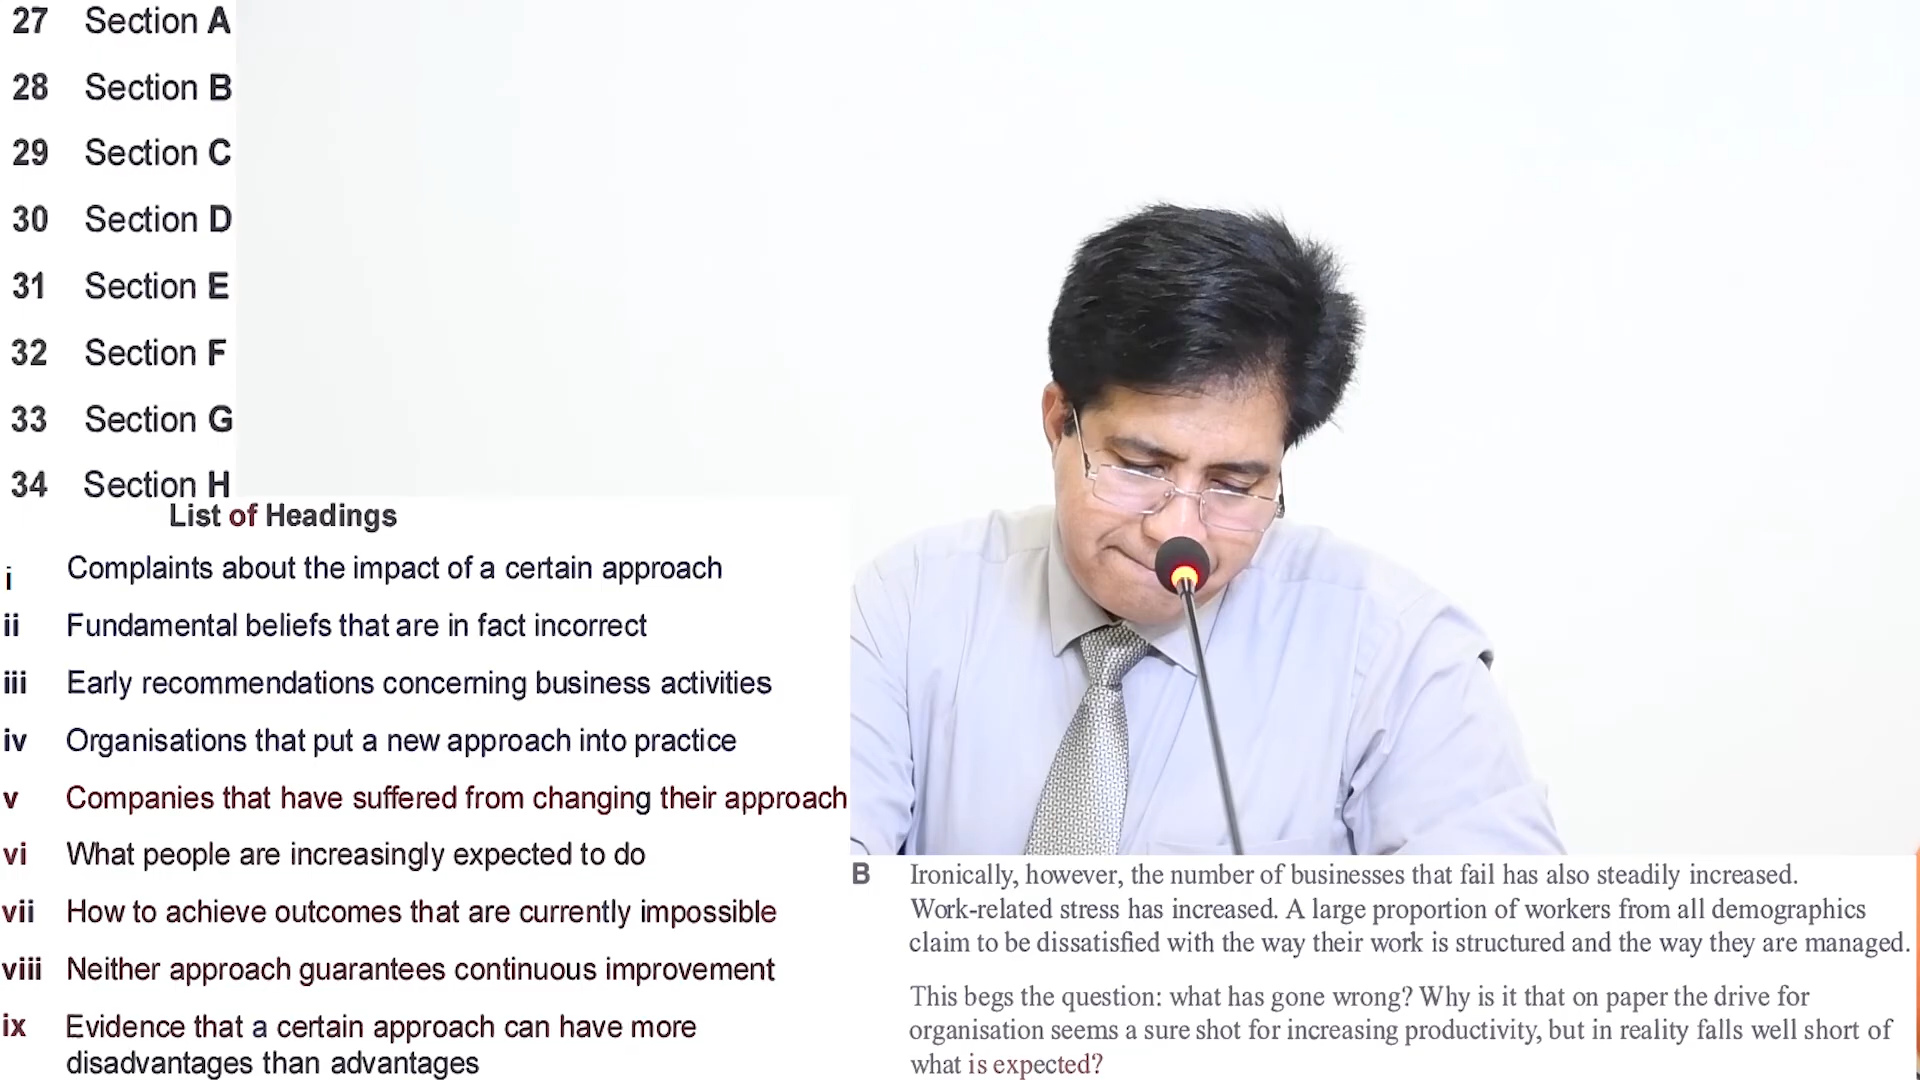 27 Section A
28 Section B
29 Section C
30 Section D
31 Section E
32 Section F
33 Section G
34 Section H
List of Headings
i Complaints about the impact of a certain approach
ii Fundamental beliefs that are in fact incorrect
iii Early recommendations concerning business activities
iv Organisations that put a new approach into practice
v Companies that have suffered from changing their approach
vi What people are increasingly expected to do
vii How to achieve outcomes that are currently impossible
viii Neither approach guarantees continuous improvement
ix Evidence that a certain approach can have more
disadvantages than advantages
B Ironically, however, the number of businesses that fail has also steadily increased.
Work-related stress has increased. A large proportion of workers from all demographics
claim to be dissatisfied with the way their work is structured and the way they are managed.
This begs the question: what has gone wrong? Why is it that on paper the drive for
organisation seems a sure shot for increasing productivity, but in reality falls well short of
what is expected?